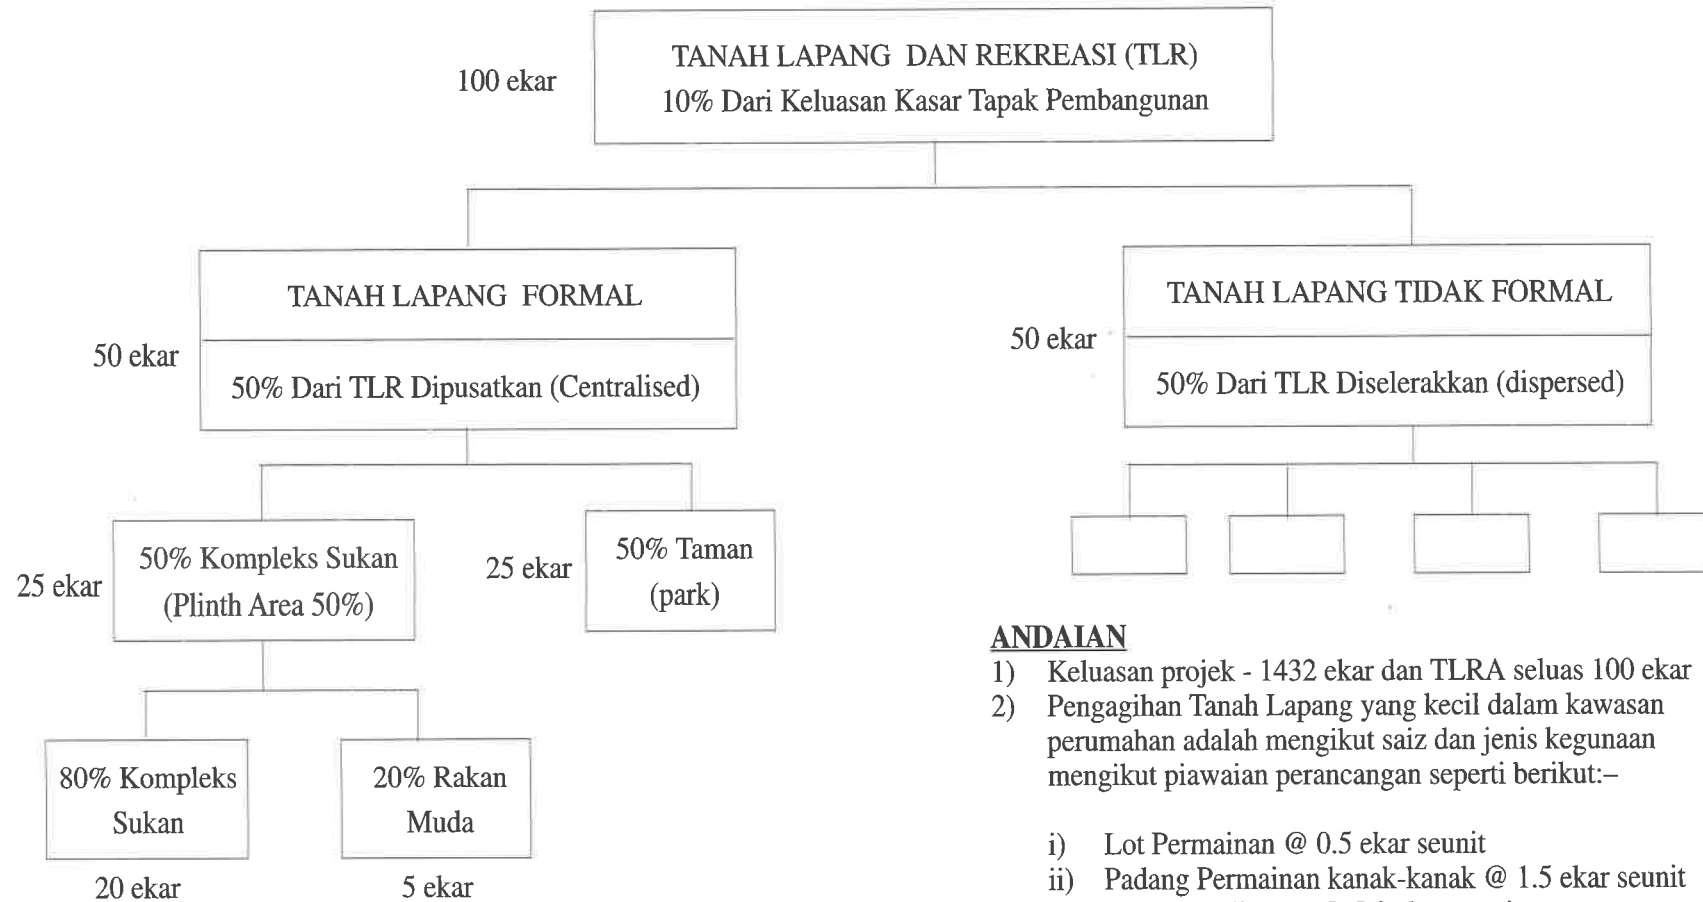 100 ekar
TANAH LAPANG DAN REKREASI (TLR)
10% Dari Keluasan Kasar Tapak Pembangunan
50 ekar
TANAH LAPANG FORMAL
50% Dari TLR Dipusatkan (Centralised)
50 ekar
TANAH LAPANG TIDAK FORMAL
50% Dari TLR Diselerakkan (dispersed)
25 ekar
50% Kompleks Sukan
(Plinth Area 50%)
25 ekar
50% Taman
(park)
80% Kompleks
Sukan
20 ekar
20% Rakan
Muda
5 ekar
ANDAIAN
1) Keluasan projek - 1432 ekar dan TLRA seluas 100 ekar
2) Pengagihan Tanah Lapang yang kecil dalam kawasan
perumahan adalah mengikut saiz dan jenis kegunaan
mengikut piawaian perancangan seperti berikut:–
i) Lot Permainan @ 0.5 ekar seunit
ii) Padang Permainan kanak-kanak @ 1.5 ekar seunit